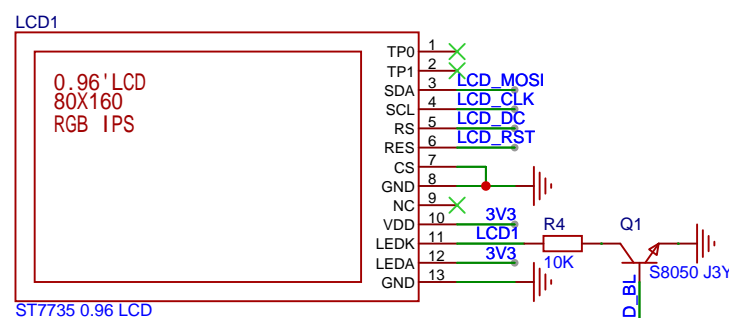 LCD1
0.96'LCD
80X160
RGB IPS
TP0 1
TP1 2
SDA 3 LCD_MOSI
SCL 4 LCD_CLK
RS 5 LCD_DC
RES 6 LCD_RST
CS 7
GND 8
NC 9
VDD 10 3V3
LEDK 11 LCD1
LEDA 12 3V3
GND 13
R4
10K
Q1
S8050 J3Y
D_BL
ST7735 0.96 LCD